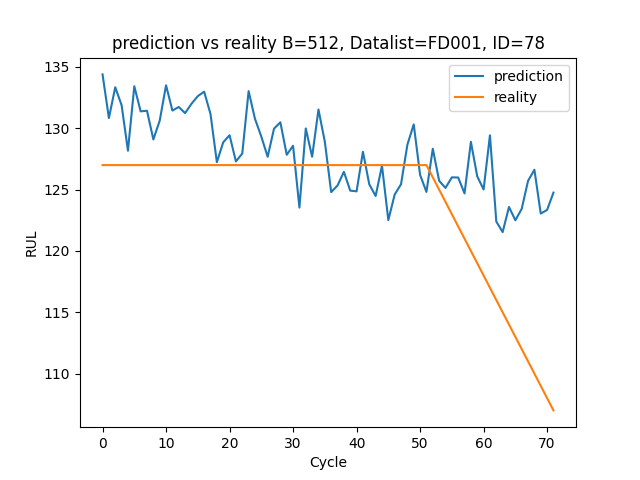 prediction vs reality B=512, Datalist=FD001, ID=78
prediction
reality
135
130
125
120
115
110
RUL
0 10 20 30 40 50 60 70
Cycle